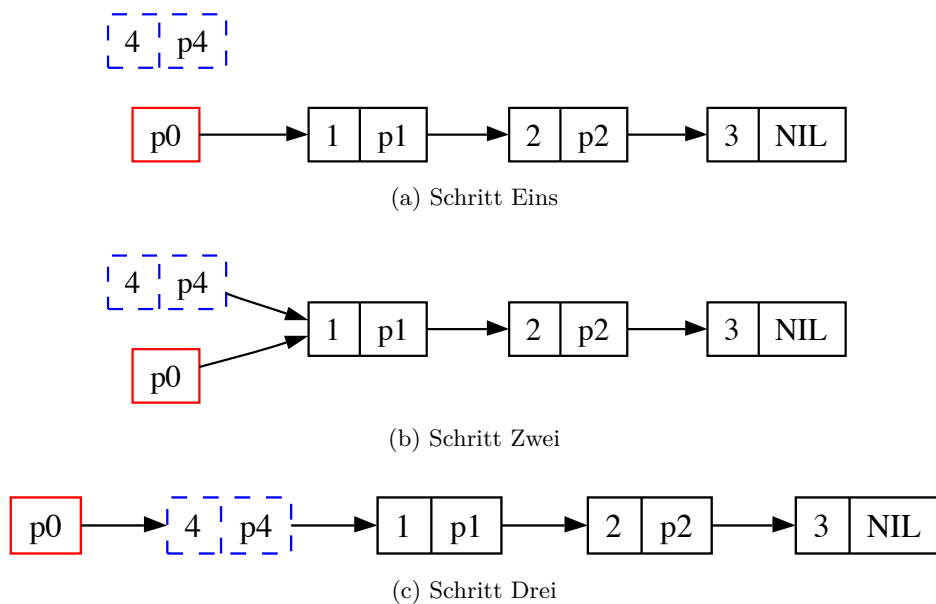 4 p4
p0 1 p1 2 p2 3 NIL
(a) Schritt Eins
4 p4
1 p1 2 p2 3 NIL
p0
(b) Schritt Zwei
p0 4 p4 1 p1 2 p2 3 NIL
(c) Schritt Drei